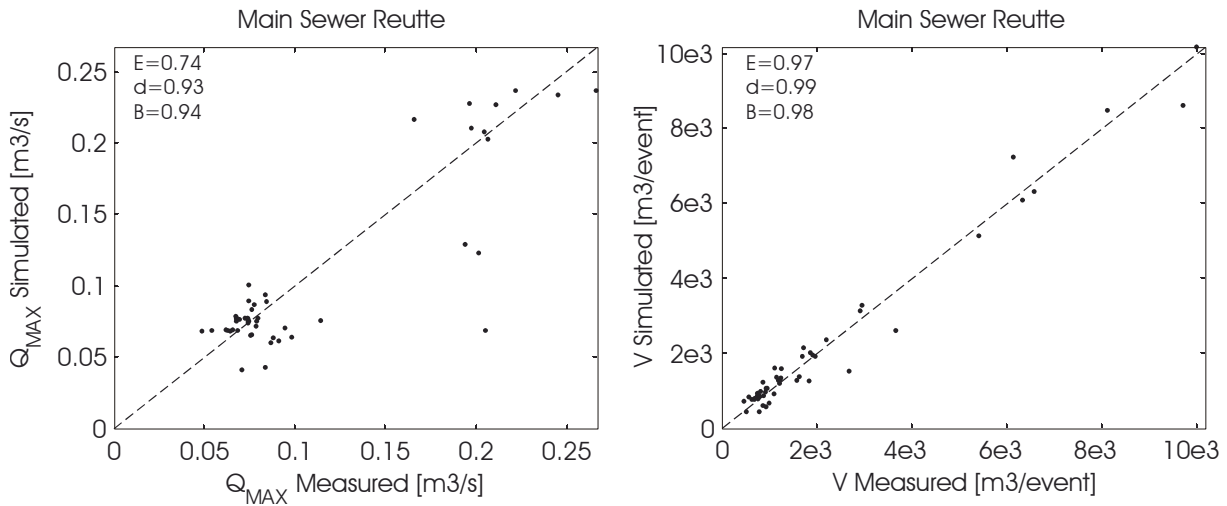 Main Sewer Reutte
E=0.74
d=0.93
B=0.94
0.25
0.2
0.15
0.1
0.05
0
Q_MAX Simulated [m3/s]
0 0.05 0.1 0.15 0.2 0.25
Q_MAX Measured [m3/s]
Main Sewer Reutte
E=0.97
d=0.99
B=0.98
10e3
8e3
6e3
4e3
2e3
0
V Simulated [m3/event]
0 2e3 4e3 6e3 8e3 10e3
V Measured [m3/event]